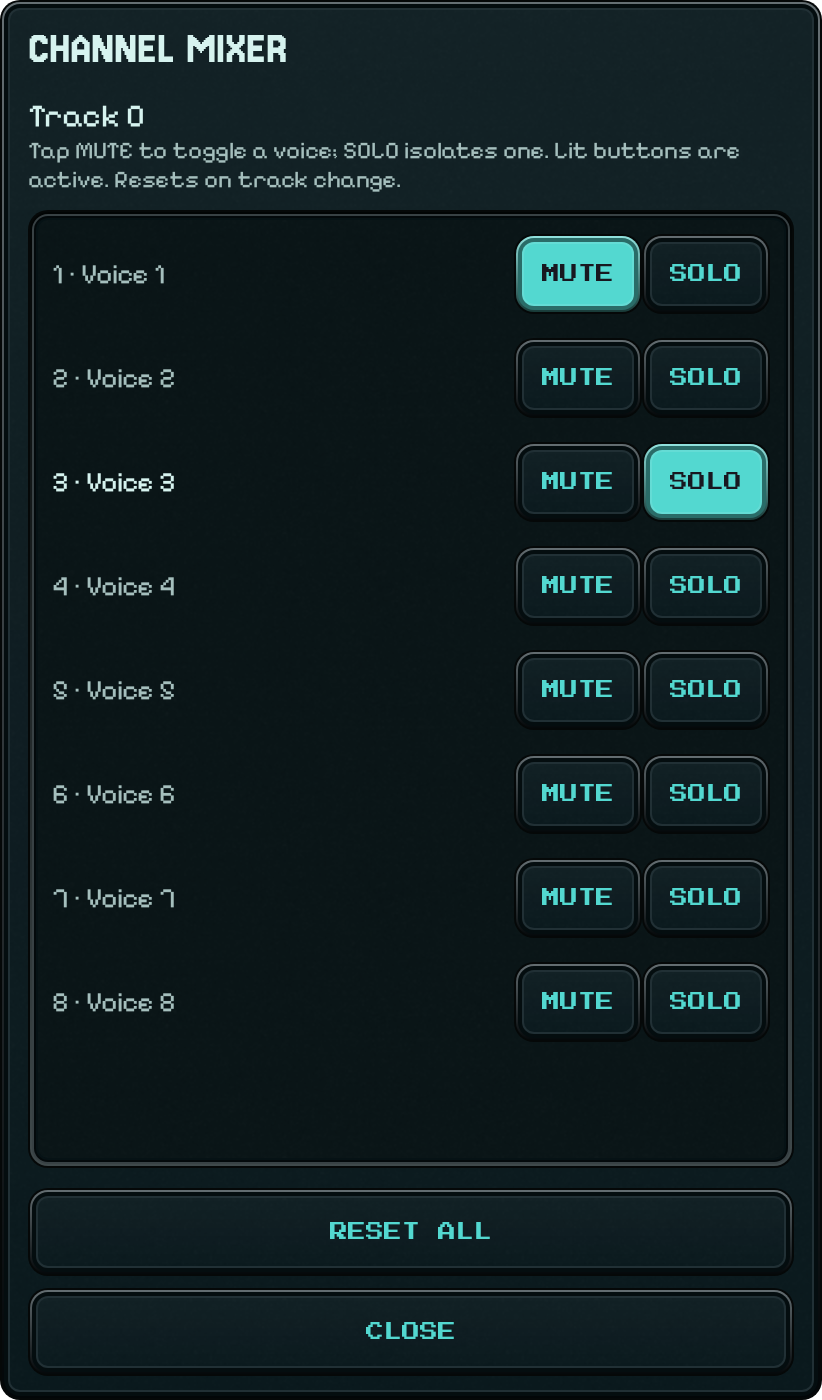 CHANNEL MIXER
Track 0
Tap MUTE to toggle a voice; SOLO isolates one. Lit buttons are
active. Resets on track change.
1 · Voice 1 MUTE SOLO
2 · Voice 2 MUTE SOLO
3 · Voice 3 MUTE SOLO
4 · Voice 4 MUTE SOLO
5 · Voice 5 MUTE SOLO
6 · Voice 6 MUTE SOLO
7 · Voice 7 MUTE SOLO
8 · Voice 8 MUTE SOLO
RESET ALL
CLOSE